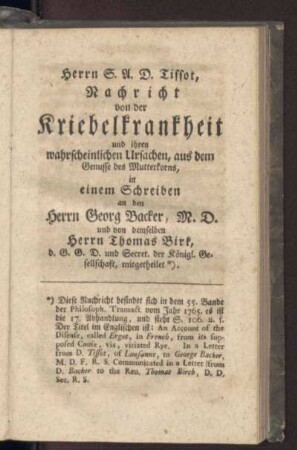 Herrn S. A. D. Tissot,
Nachricht
von der
Kriebelkrankheit
und ihren
wahrscheinlichen Ursachen, aus dem
Genusse des Mutterkorns,
in
einem Schreiben
an den
Herrn Georg Backer, M. D.
und von demselben
Herrn Thomas Birk,
d. G. G. D. und Secret. der Königl. Ge-
sellschaft, mitgetheilet *).
*) Diese Nachricht befindet sich in dem 55. Bande
der Philosoph. Transact. vom Jahr 1765. es ist
die 17. Abhandlung, und steht S. 106. u. f.
Der Titel im Englischen ist: An Account of the
Disease, called Ergot, in French, from its sup-
posed Cause, viz, vitiated Rye. In a Letter
from D. Tissot, of Lausanne, to George Backer,
M. D. F. R. S. Communicated in a Letter from
D. Backer to the Rev. Thomas Birch, D. D.
Sec. R. S.